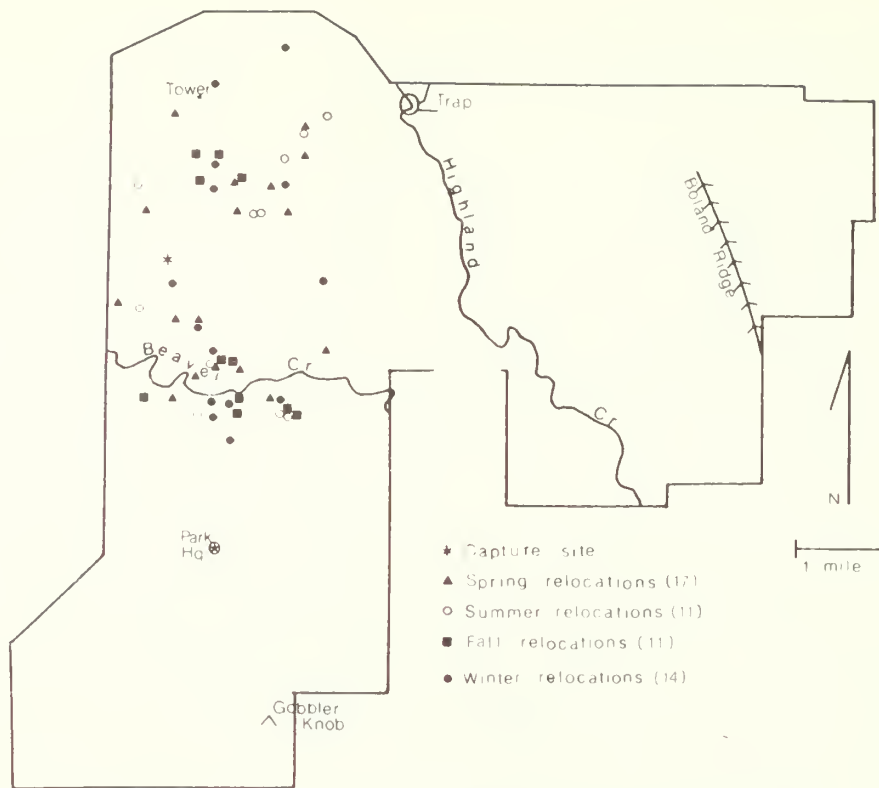 Tower
Trap
Highland
Boland Ridge
Beaver Cr
Cr
N
1 mile
Park
Hq
Capture site
Spring relocations (17)
Summer relocations (11)
Fall relocations (11)
Winter relocations (14)
Gobbler
Knob